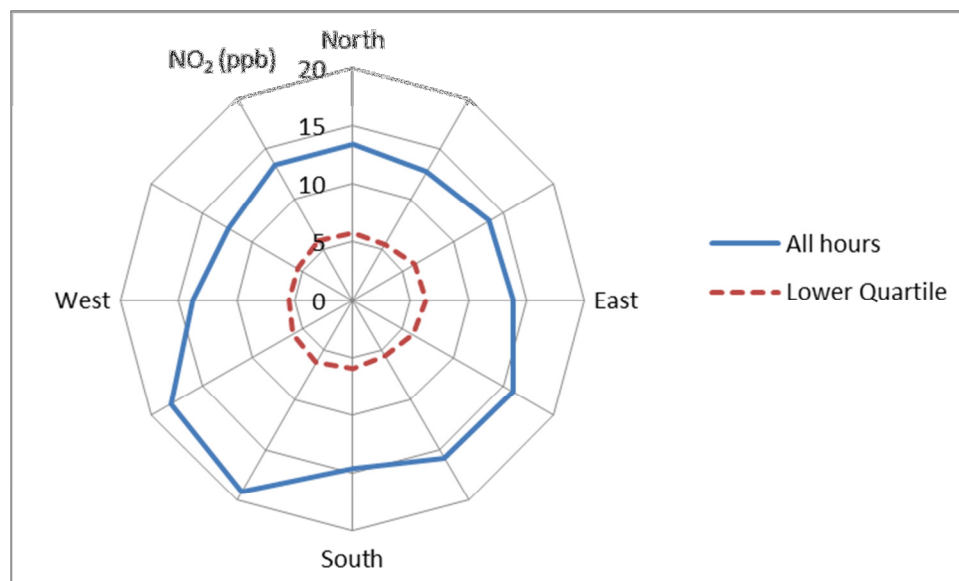 North
NO₂ (ppb)
20
15
10
5
0
West
East
South
All hours
Lower Quartile